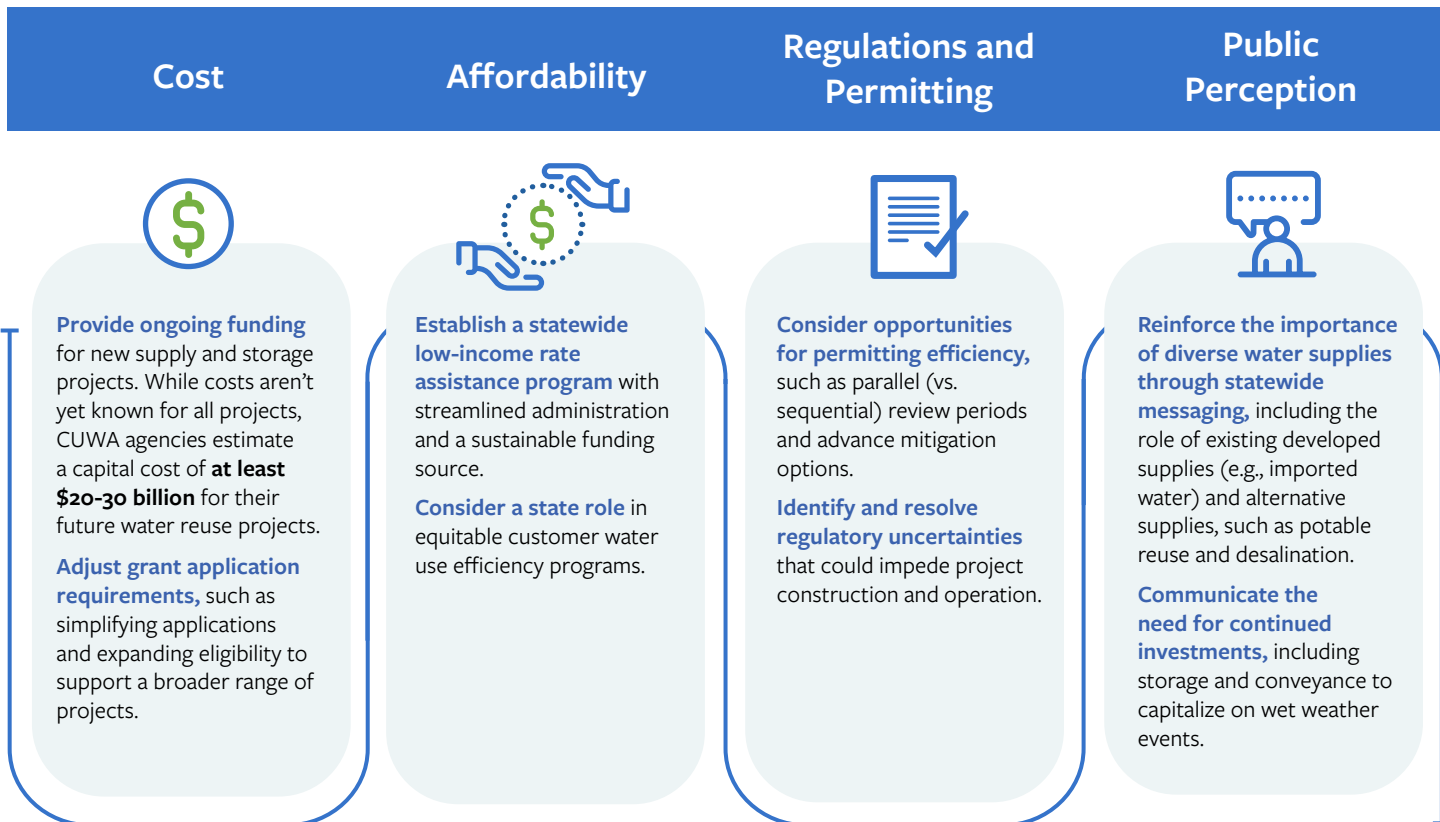 Cost
Affordability
Regulations and
Permitting
Public
Perception
$
$
Provide ongoing funding
for new supply and storage
projects. While costs aren't
yet known for all projects,
CUWA agencies estimate
a capital cost of at least
$20-30 billion for their
future water reuse projects.
Adjust grant application
requirements, such as
simplifying applications
and expanding eligibility to
support a broader range of
projects.
Establish a statewide
low-income rate
assistance program with
streamlined administration
and a sustainable funding
source.
Consider a state role in
equitable customer water
use efficiency programs.
Consider opportunities
for permitting efficiency,
such as parallel (vs.
sequential) review periods
and advance mitigation
options.
Identify and resolve
regulatory uncertainties
that could impede project
construction and operation.
Reinforce the importance
of diverse water supplies
through statewide
messaging, including the
role of existing developed
supplies (e.g., imported
water) and alternative
supplies, such as potable
reuse and desalination.
Communicate the
need for continued
investments, including
storage and conveyance to
capitalize on wet weather
events.